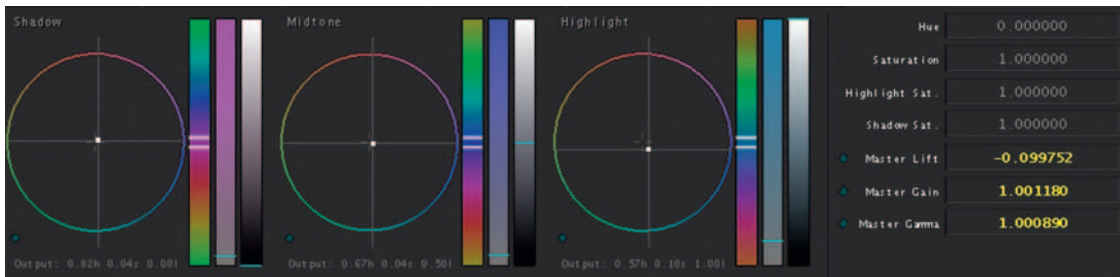 Shadow
Midtone
Highlight
Hue 0.000000
Saturation 1.000000
Highlight Sat. 1.000000
Shadow Sat. 1.000000
Master Lift -0.099752
Master Gain 1.001180
Master Gamma 1.000890
Output: 0.82h 0.04s 0.00l
Output: 0.67h 0.04s 0.50l
Output: 0.57h 0.10s 1.00l